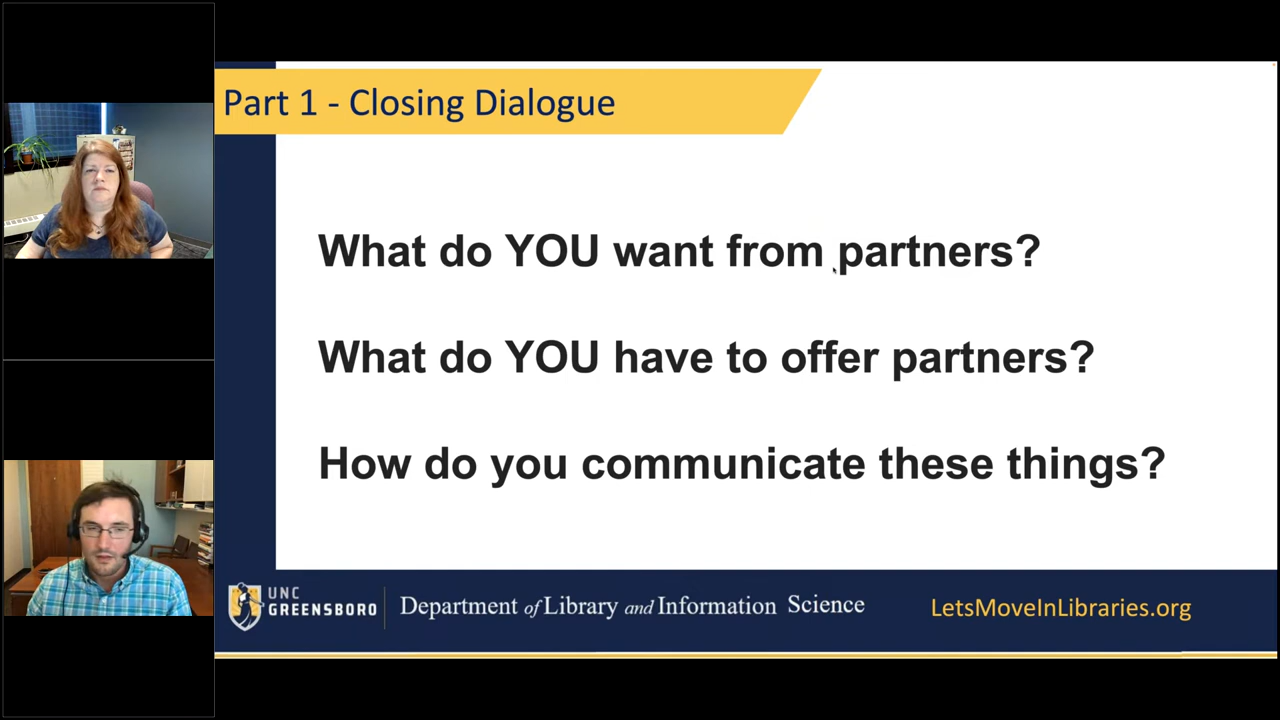 Part 1 - Closing Dialogue
What do YOU want from partners?
What do YOU have to offer partners?
How do you communicate these things?
UNC
GREENSBORO
Department of Library and Information Science
LetsMoveInLibraries.org